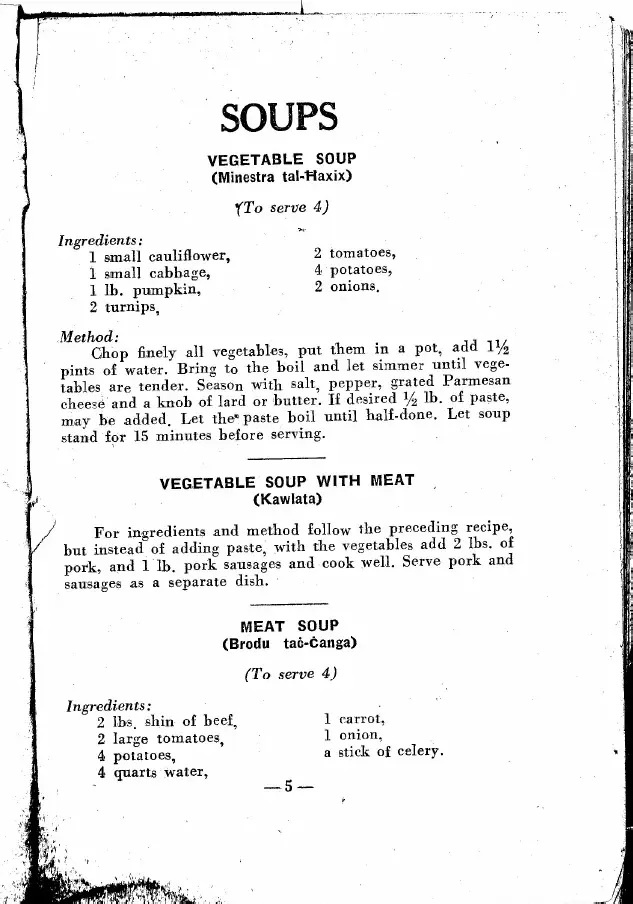 SOUPS
VEGETABLE SOUP
(Minestra tal-Ħaxix)
(To serve 4)
Ingredients:
1 small cauliflower,
1 small cabbage,
1 lb. pumpkin,
2 turnips,
2 tomatoes,
4 potatoes,
2 onions.
Method:
Chop finely all vegetables, put them in a pot, add 1½
pints of water. Bring to the boil and let simmer until vege-
tables are tender. Season with salt, pepper, grated Parmesan
cheese and a knob of lard or butter. If desired ½ lb. of paste,
may be added. Let the paste boil until half-done. Let soup
stand for 15 minutes before serving.
VEGETABLE SOUP WITH MEAT
(Kawlata)
For ingredients and method follow the preceding recipe,
but instead of adding paste, with the vegetables add 2 lbs. of
pork, and 1 lb. pork sausages and cook well. Serve pork and
sausages as a separate dish.
MEAT SOUP
(Brodu taċ-Ċanga)
(To serve 4)
Ingredients:
2 lbs. shin of beef,
2 large tomatoes,
4 potatoes,
4 quarts water,
1 carrot,
1 onion,
a stick of celery.
— 5 —